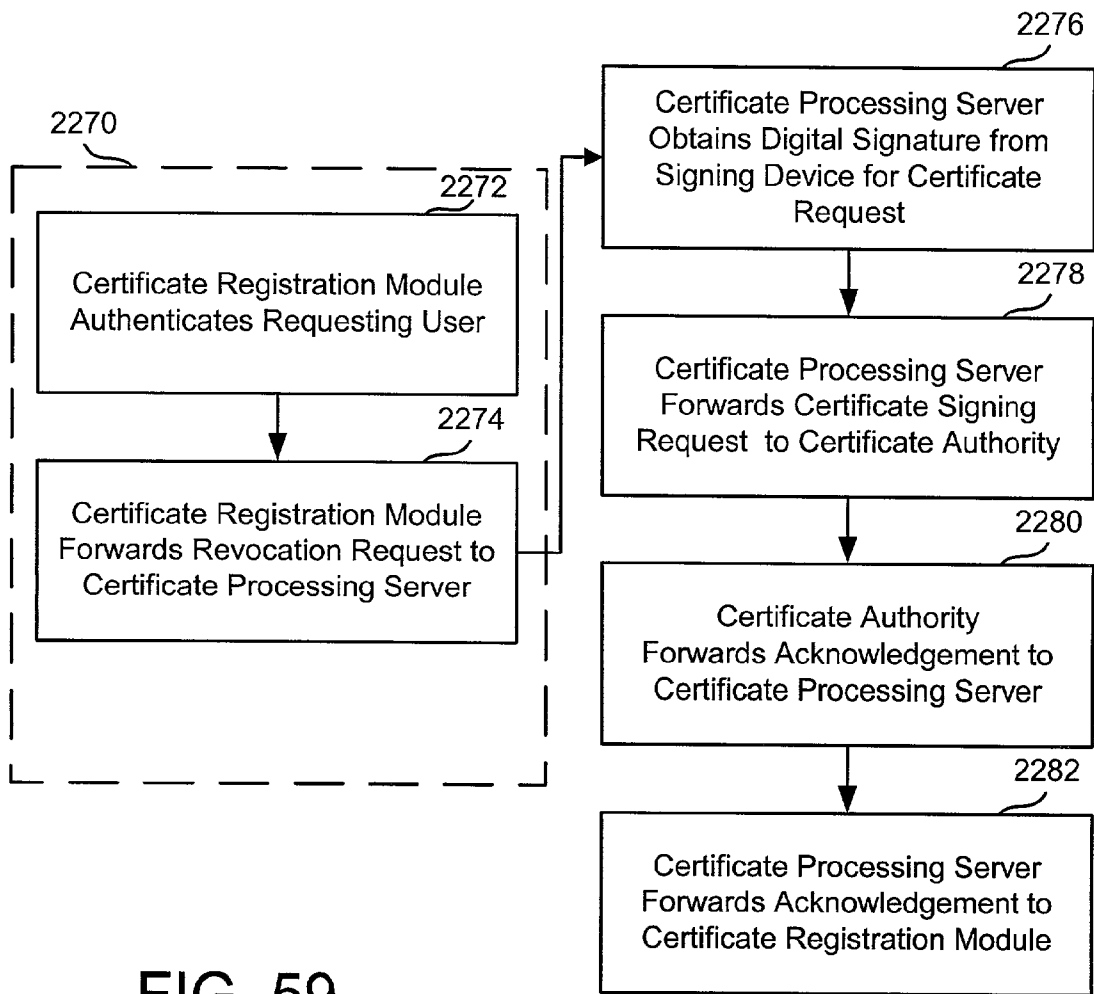 2270
2272
Certificate Registration Module
Authenticates Requesting User
2274
Certificate Registration Module
Forwards Revocation Request to
Certificate Processing Server
2276
Certificate Processing Server
Obtains Digital Signature from
Signing Device for Certificate
Request
2278
Certificate Processing Server
Forwards Certificate Signing
Request to Certificate Authority
2280
Certificate Authority
Forwards Acknowledgement to
Certificate Processing Server
2282
Certificate Processing Server
Forwards Acknowledgement to
Certificate Registration Module
FIG. 59